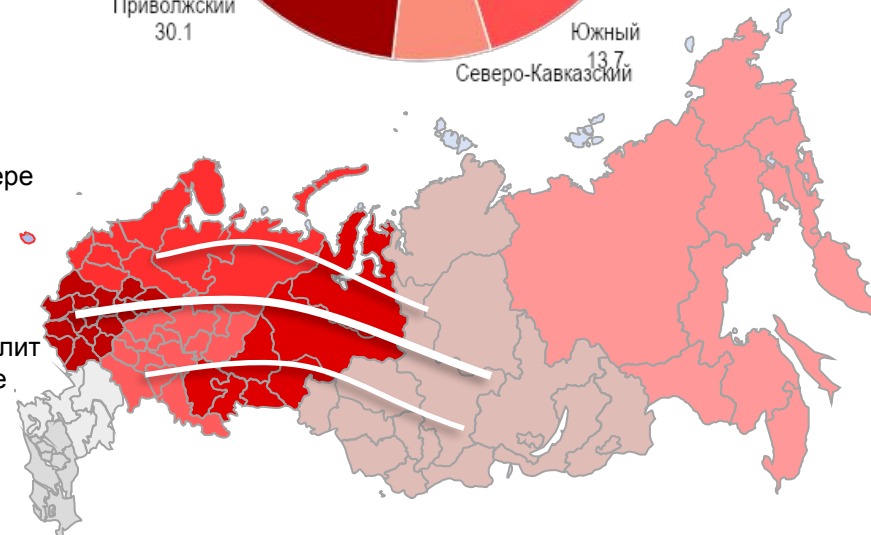 Приволжский
30.1
Южный
13.7
Северо-Кавказский
ере
лит
е